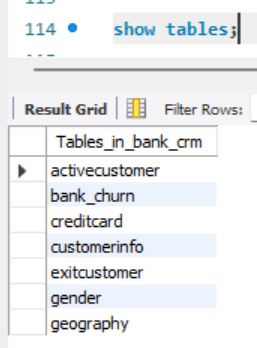 114 show tables;
Result Grid Filter Rows:
Tables_in_bank_crm
activecustomer
bank_churn
creditcard
customerinfo
exitcustomer
gender
geography